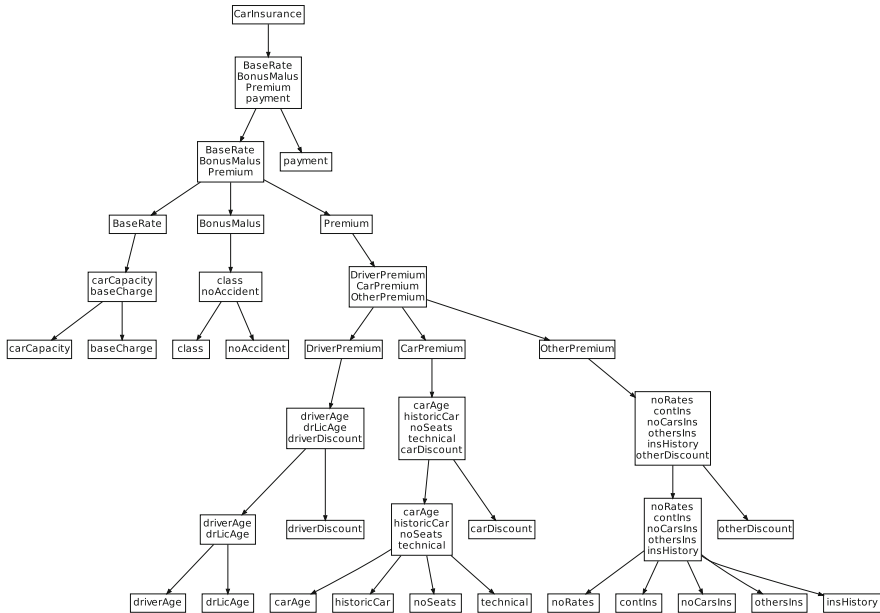 CarInsurance
BaseRate
BonusMalus
Premium
payment
BaseRate
BonusMalus
Premium
payment
BaseRate
BonusMalus
Premium
carCapacity
baseCharge
class
noAccident
DriverPremium
CarPremium
OtherPremium
carCapacity
baseCharge
class
noAccident
DriverPremium
CarPremium
OtherPremium
driverAge
drLicAge
driverDiscount
carAge
historicCar
noSeats
technical
carDiscount
noRates
contIns
noCarsIns
othersIns
insHistory
otherDiscount
driverAge
drLicAge
driverDiscount
carAge
historicCar
noSeats
technical
carDiscount
noRates
contIns
noCarsIns
othersIns
insHistory
otherDiscount
driverAge
drLicAge
carAge
historicCar
noSeats
technical
noRates
contIns
noCarsIns
othersIns
insHistory